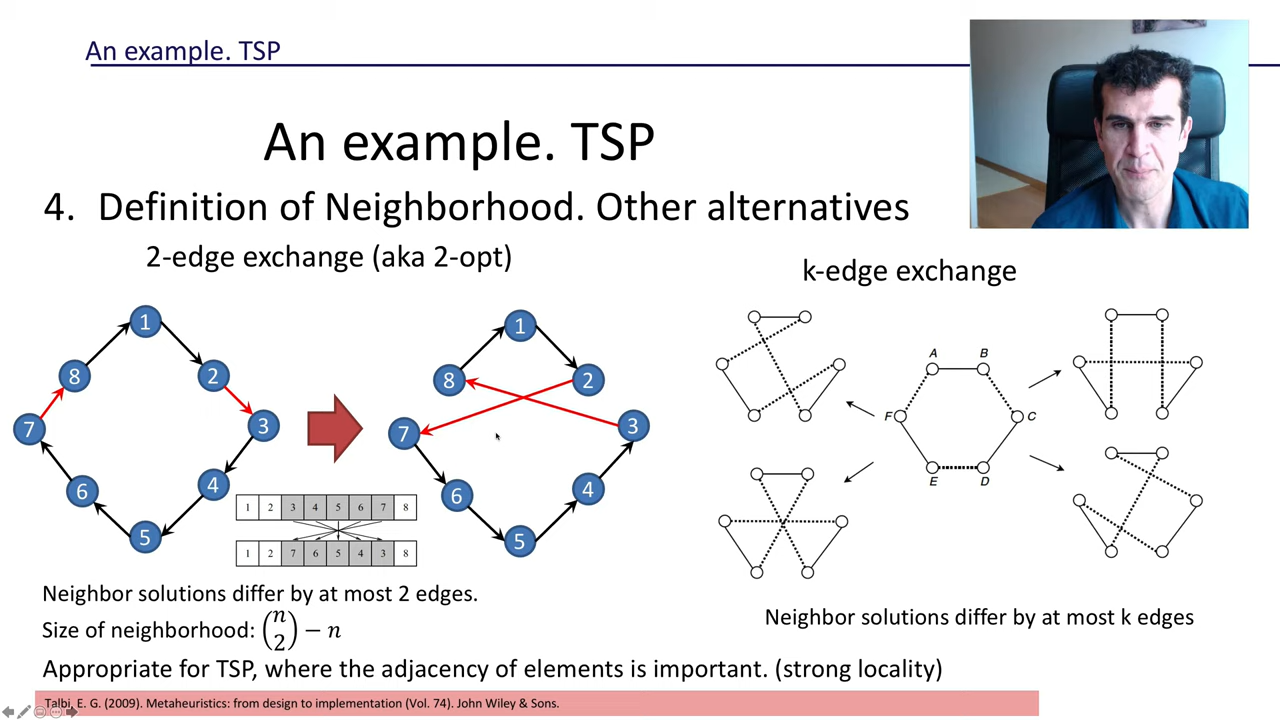 An example. TSP
An example. TSP
4. Definition of Neighborhood. Other alternatives
2-edge exchange (aka 2-opt)
k-edge exchange
1
8
2
7
3
6
4
5
1
8
2
7
3
6
4
5
1 2 3 4 5 6 7 8
1 2 7 6 5 4 3 8
A B
F C
E D
Neighbor solutions differ by at most 2 edges.
Size of neighborhood: (n 2) − n
Neighbor solutions differ by at most k edges
Appropriate for TSP, where the adjacency of elements is important. (strong locality)
Talbi, E. G. (2009). Metaheuristics: from design to implementation (Vol. 74). John Wiley & Sons.